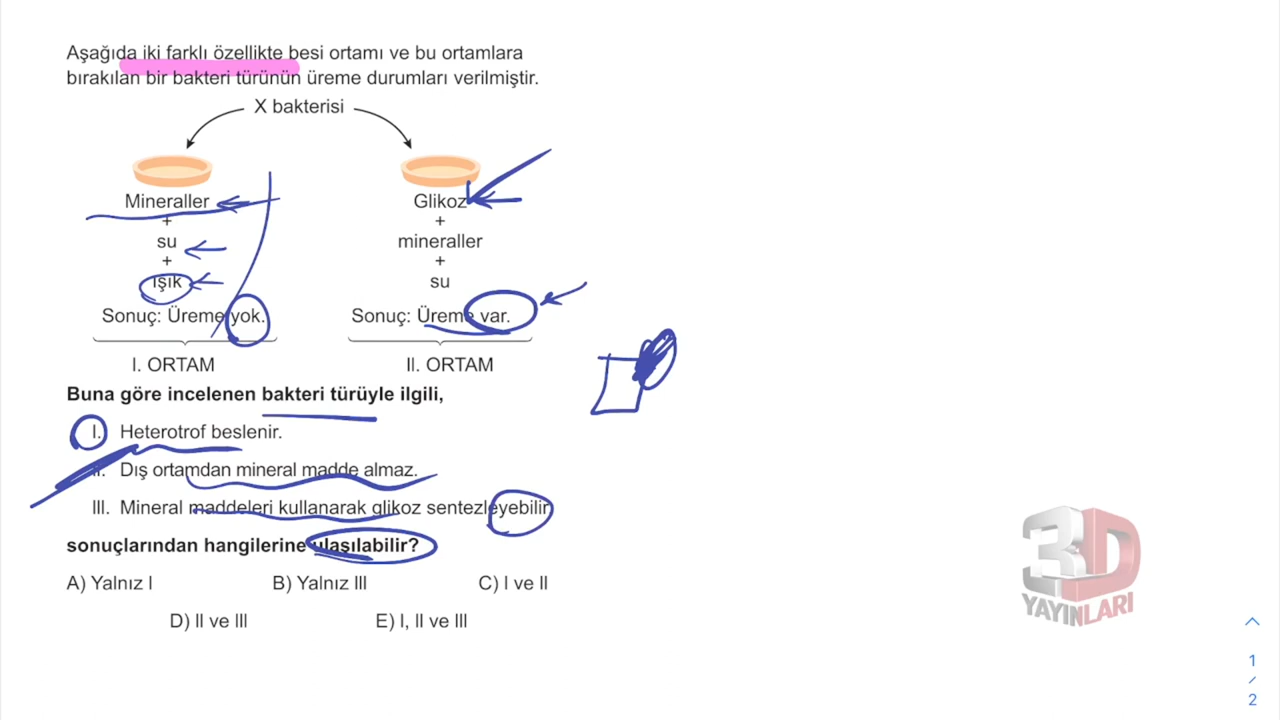 Aşağıda iki farklı özellikte besi ortamı ve bu ortamlara
bırakılan bir bakteri türünün üreme durumları verilmiştir.
X bakterisi
Mineraller
+
su
+
ışık
Sonuç: Üreme yok.
I. ORTAM
Glikoz
+
mineraller
+
su
Sonuç: Üreme var.
II. ORTAM
Buna göre incelenen bakteri türüyle ilgili,
I. Heterotrof beslenir.
II. Dış ortamdan mineral madde almaz.
III. Mineral maddeleri kullanarak glikoz sentezleyebilir.
sonuçlarından hangilerine ulaşılabilir?
A) Yalnız I
B) Yalnız III
C) I ve II
D) II ve III
E) I, II ve III
3D
YAYINLARI
1
/
2